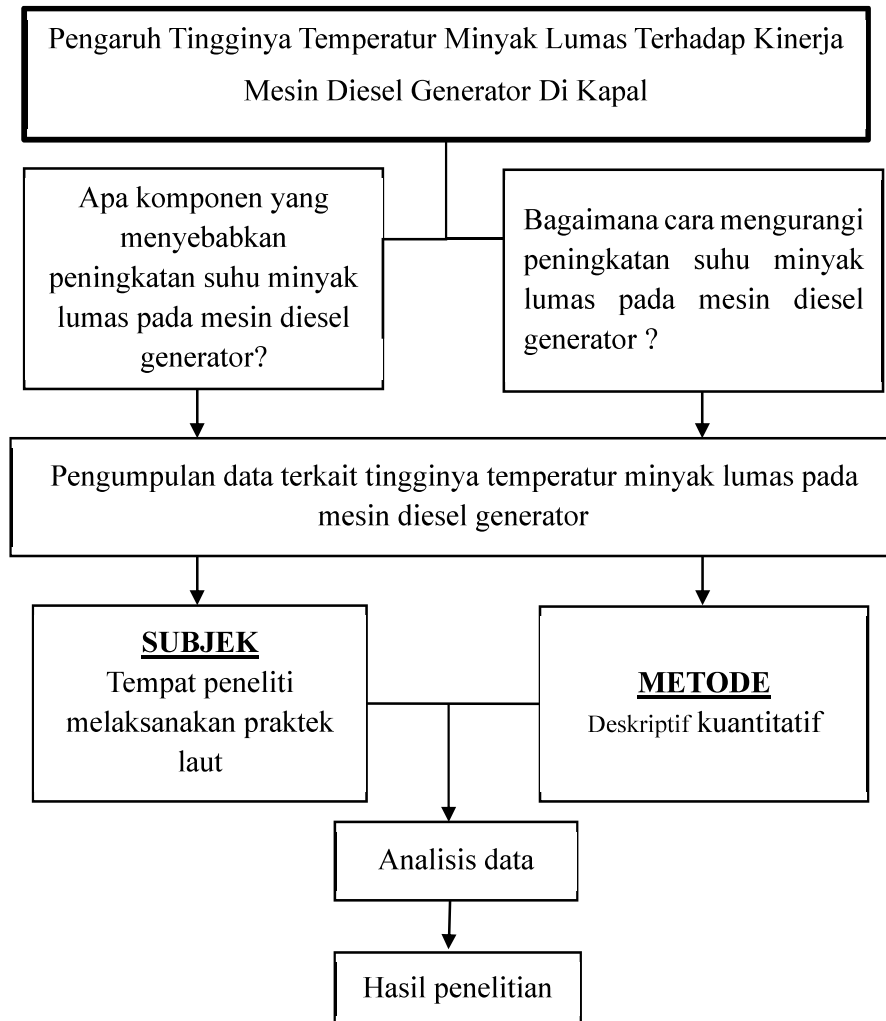 Pengaruh Tingginya Temperatur Minyak Lumas Terhadap Kinerja
Mesin Diesel Generator Di Kapal
Apa komponen yang
menyebabkan
peningkatan suhu minyak
lumas pada mesin diesel
generator?
Bagaimana cara mengurangi
peningkatan suhu minyak
lumas pada mesin diesel
generator ?
Pengumpulan data terkait tingginya temperatur minyak lumas pada
mesin diesel generator
SUBJEK
Tempat peneliti
melaksanakan praktek
laut
METODE
Deskriptif kuantitatif
Analisis data
Hasil penelitian